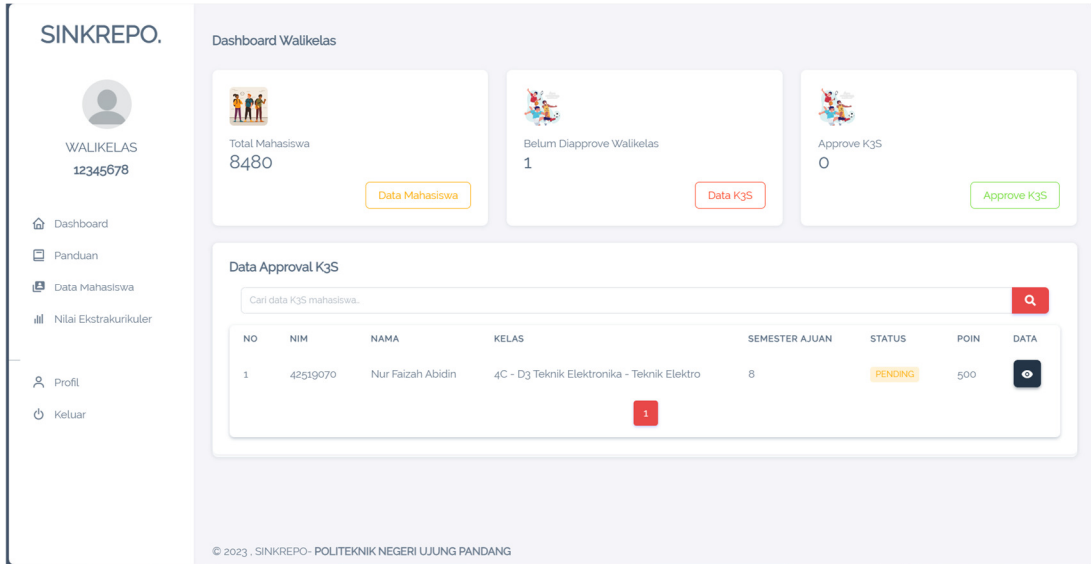 SINKREPO.
WALIKELAS
12345678
Dashboard
Panduan
Data Mahasiswa
Nilai Ekstrakurikuler
Profil
Keluar
Dashboard Walikelas
Total Mahasiswa
8480
Data Mahasiswa
Belum Diapprove Walikelas
1
Data K3S
Approve K3S
0
Approve K3S
Data Approval K3S
Cari data K3S mahasiswa..
NO NIM NAMA KELAS SEMESTER AJUAN STATUS POIN DATA
1 42519070 Nur Faizah Abidin 4C - D3 Teknik Elektronika - Teknik Elektro 8 PENDING 500
1
© 2023 , SINKREPO- POLITEKNIK NEGERI UJUNG PANDANG